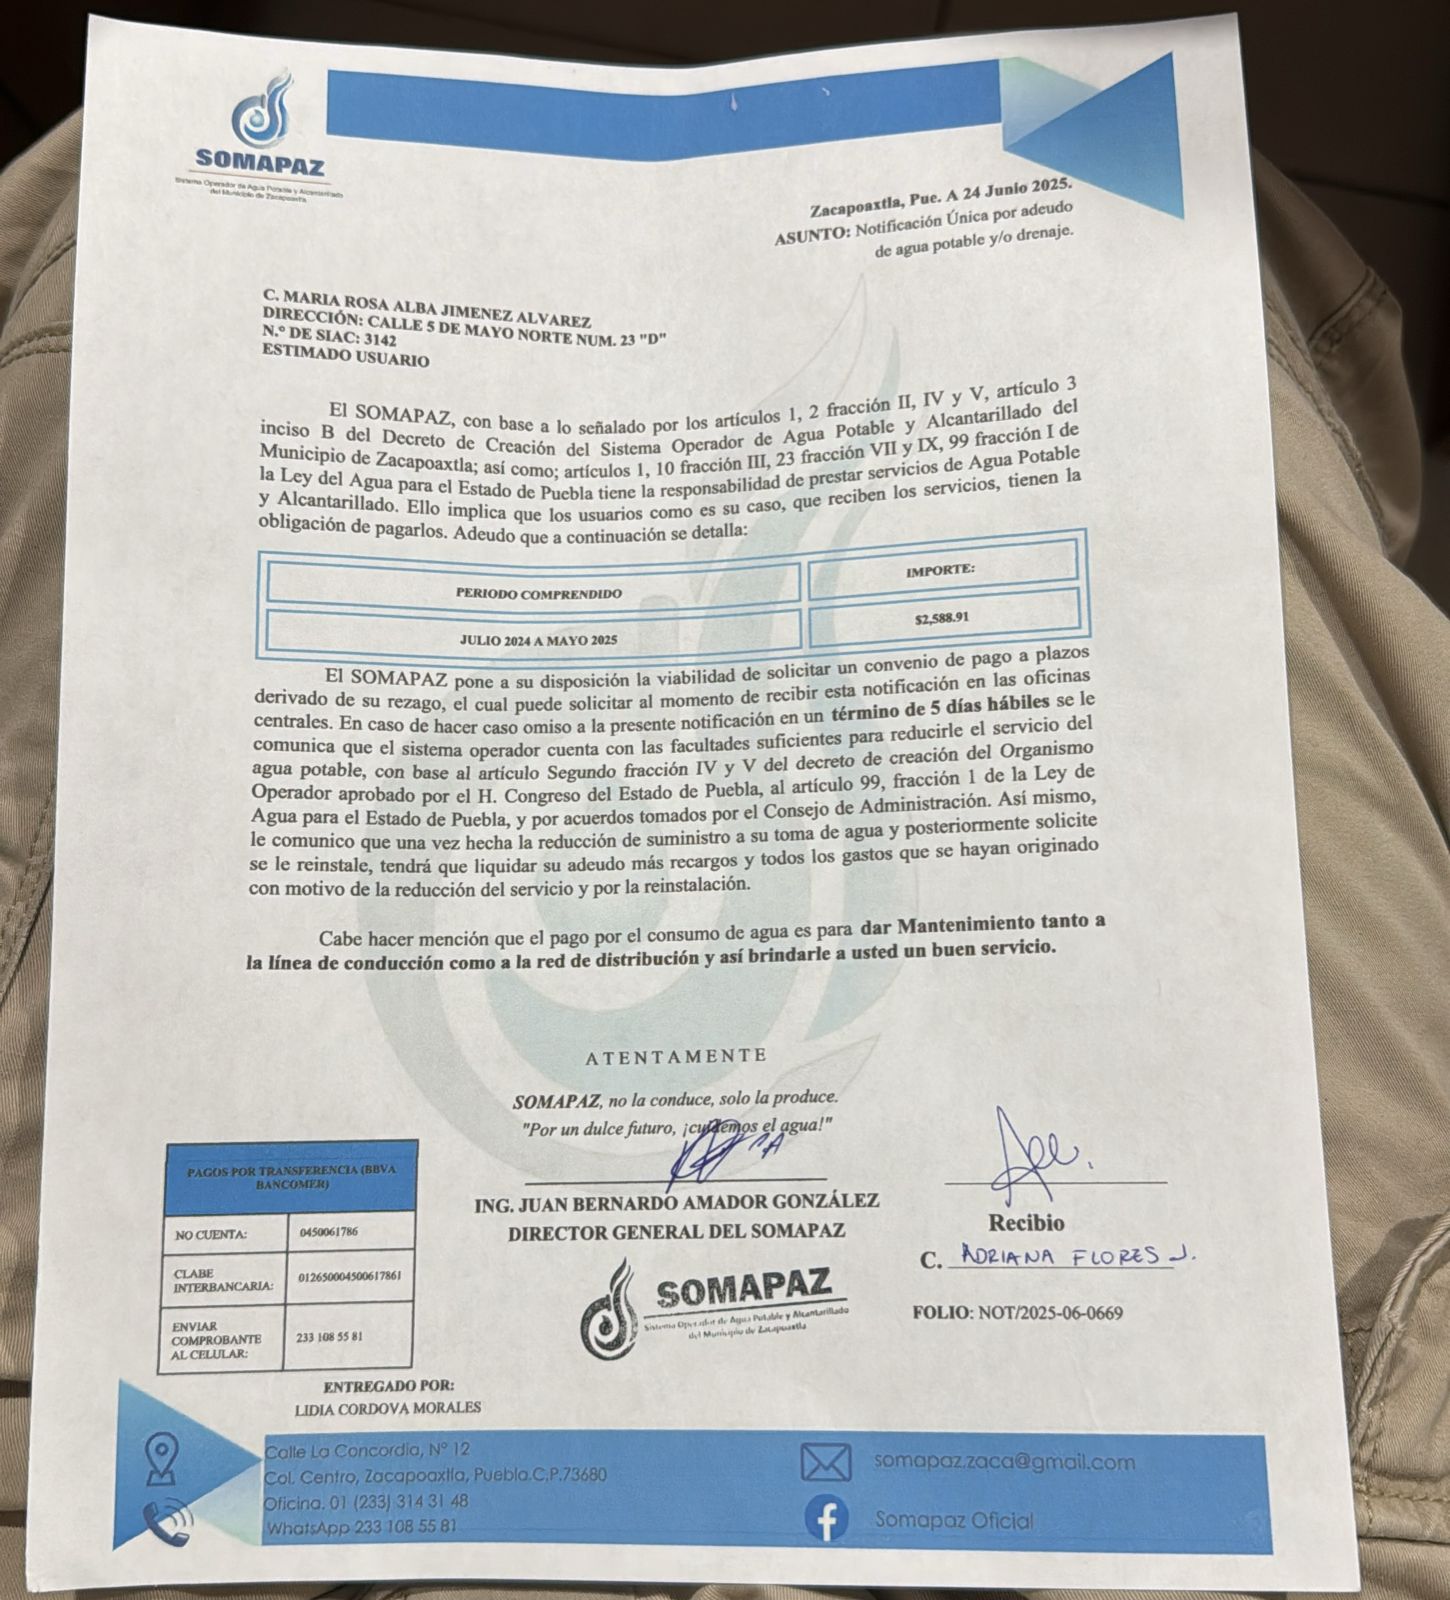 SOMAPAZ
Sistema Operador de Agua Potable y Alcantarillado
del Municipio de Zacapoaxtla
Zacapoaxtla, Pue. A 24 Junio 2025.
ASUNTO: Notificación Única por adeudo
de agua potable y/o drenaje.
C. MARIA ROSA ALBA JIMENEZ ALVAREZ
DIRECCIÓN: CALLE 5 DE MAYO NORTE NUM. 23 "D"
N.° DE SIAC: 3142
ESTIMADO USUARIO
El SOMAPAZ, con base a lo señalado por los artículos 1, 2 fracción II, IV y V, artículo 3
inciso B del Decreto de Creación del Sistema Operador de Agua Potable y Alcantarillado del
Municipio de Zacapoaxtla; así como; artículos 1, 10 fracción III, 23 fracción VII y IX, 99 fracción I de
la Ley del Agua para el Estado de Puebla tiene la responsabilidad de prestar servicios de Agua Potable
y Alcantarillado. Ello implica que los usuarios como es su caso, que reciben los servicios, tienen la
obligación de pagarlos. Adeudo que a continuación se detalla:
PERIODO COMPRENDIDO
IMPORTE:
JULIO 2024 A MAYO 2025
$2,588.91
El SOMAPAZ pone a su disposición la viabilidad de solicitar un convenio de pago a plazos
derivado de su rezago, el cual puede solicitar al momento de recibir esta notificación en las oficinas
centrales. En caso de hacer caso omiso a la presente notificación en un término de 5 días hábiles se le
comunica que el sistema operador cuenta con las facultades suficientes para reducirle el servicio del
agua potable, con base al artículo Segundo fracción IV y V del decreto de creación del Organismo
Operador aprobado por el H. Congreso del Estado de Puebla, al artículo 99, fracción 1 de la Ley de
Agua para el Estado de Puebla, y por acuerdos tomados por el Consejo de Administración. Así mismo,
le comunico que una vez hecha la reducción de suministro a su toma de agua y posteriormente solicite
se le reinstale, tendrá que liquidar su adeudo más recargos y todos los gastos que se hayan originado
con motivo de la reducción del servicio y por la reinstalación.
Cabe hacer mención que el pago por el consumo de agua es para dar Mantenimiento tanto a
la línea de conducción como a la red de distribución y así brindarle a usted un buen servicio.
ATENTAMENTE
SOMAPAZ, no la conduce, solo la produce.
"Por un dulce futuro, ¡cuidemos el agua!"
ING. JUAN BERNARDO AMADOR GONZÁLEZ
DIRECTOR GENERAL DEL SOMAPAZ
SOMAPAZ
Sistema Operador de Agua Potable y Alcantarillado
del Municipio de Zacapoaxtla
Recibio
C. ADRIANA FLORES J.
FOLIO: NOT/2025-06-0669
PAGOS POR TRANSFERENCIA (BBVA
BANCOMER)
NO CUENTA:
0450061786
CLABE
INTERBANCARIA:
012650004500617861
ENVIAR
COMPROBANTE
AL CELULAR:
233 108 55 81
ENTREGADO POR:
LIDIA CORDOVA MORALES
Calle La Concordia, N° 12
Col. Centro, Zacapoaxtla, Puebla.C.P.73680
Oficina. 01 (233) 314 31 48
WhatsApp 233 108 55 81
somapaz.zaca@gmail.com
Somapaz Oficial